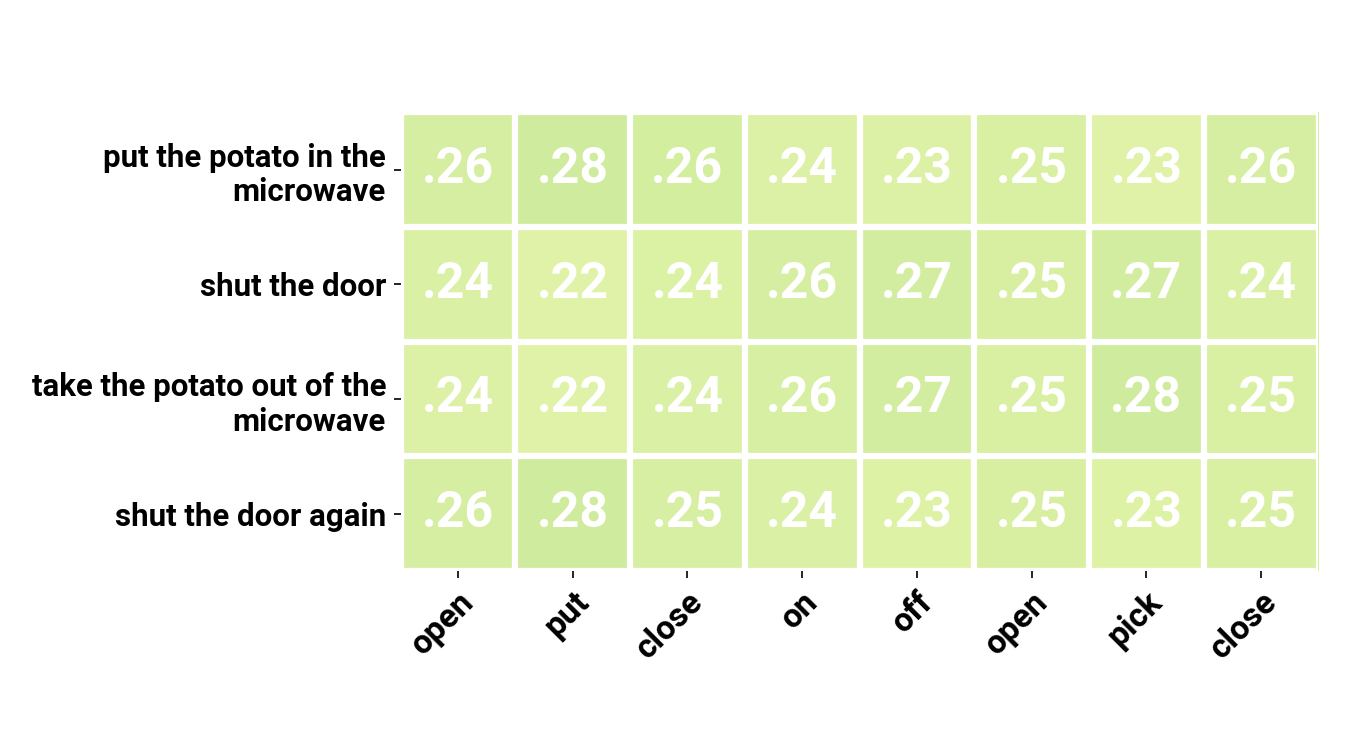 put the potato in the
microwave
.26 .28 .26 .24 .23 .25 .23 .26
shut the door
.24 .22 .24 .26 .27 .25 .27 .24
take the potato out of the
microwave
.24 .22 .24 .26 .27 .25 .28 .25
shut the door again
.26 .28 .25 .24 .23 .25 .23 .25
open put close on off open pick close